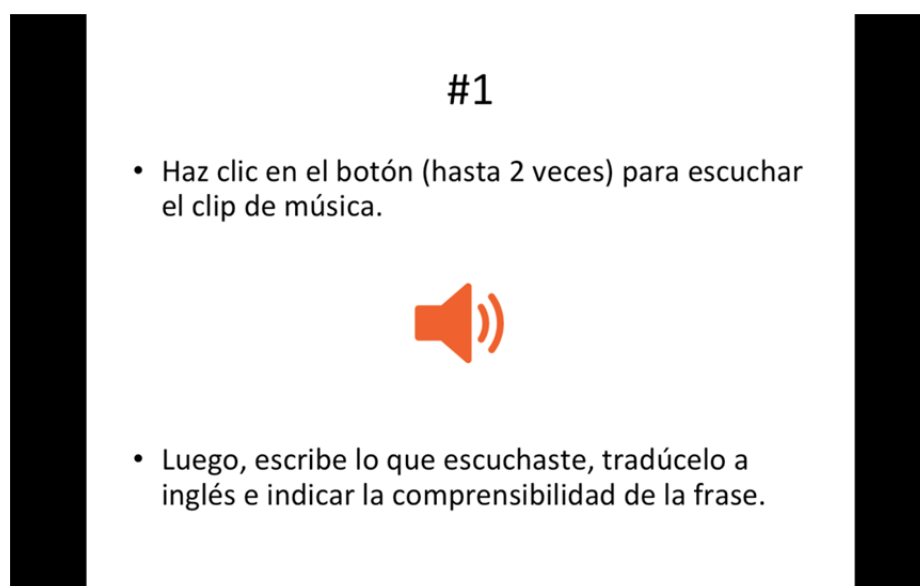 #1
• Haz clic en el botón (hasta 2 veces) para escuchar
el clip de música.
• Luego, escribe lo que escuchaste, tradúcelo a
inglés e indicar la comprensibilidad de la frase.